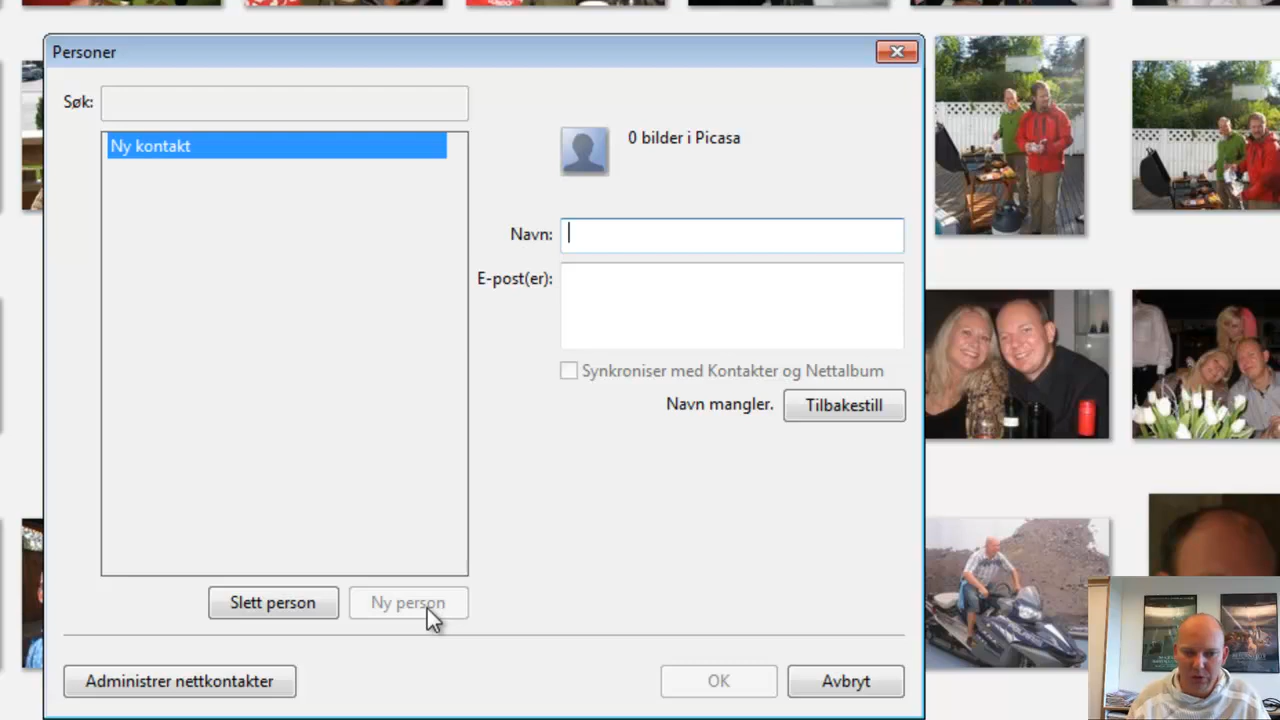 Personer
Søk:
Ny kontakt
0 bilder i Picasa
Navn:
E-post(er):
Synkroniser med Kontakter og Nettalbum
Navn mangler.
Tilbakestill
Slett person
Ny person
Administrer nettkontakter
OK
Avbryt